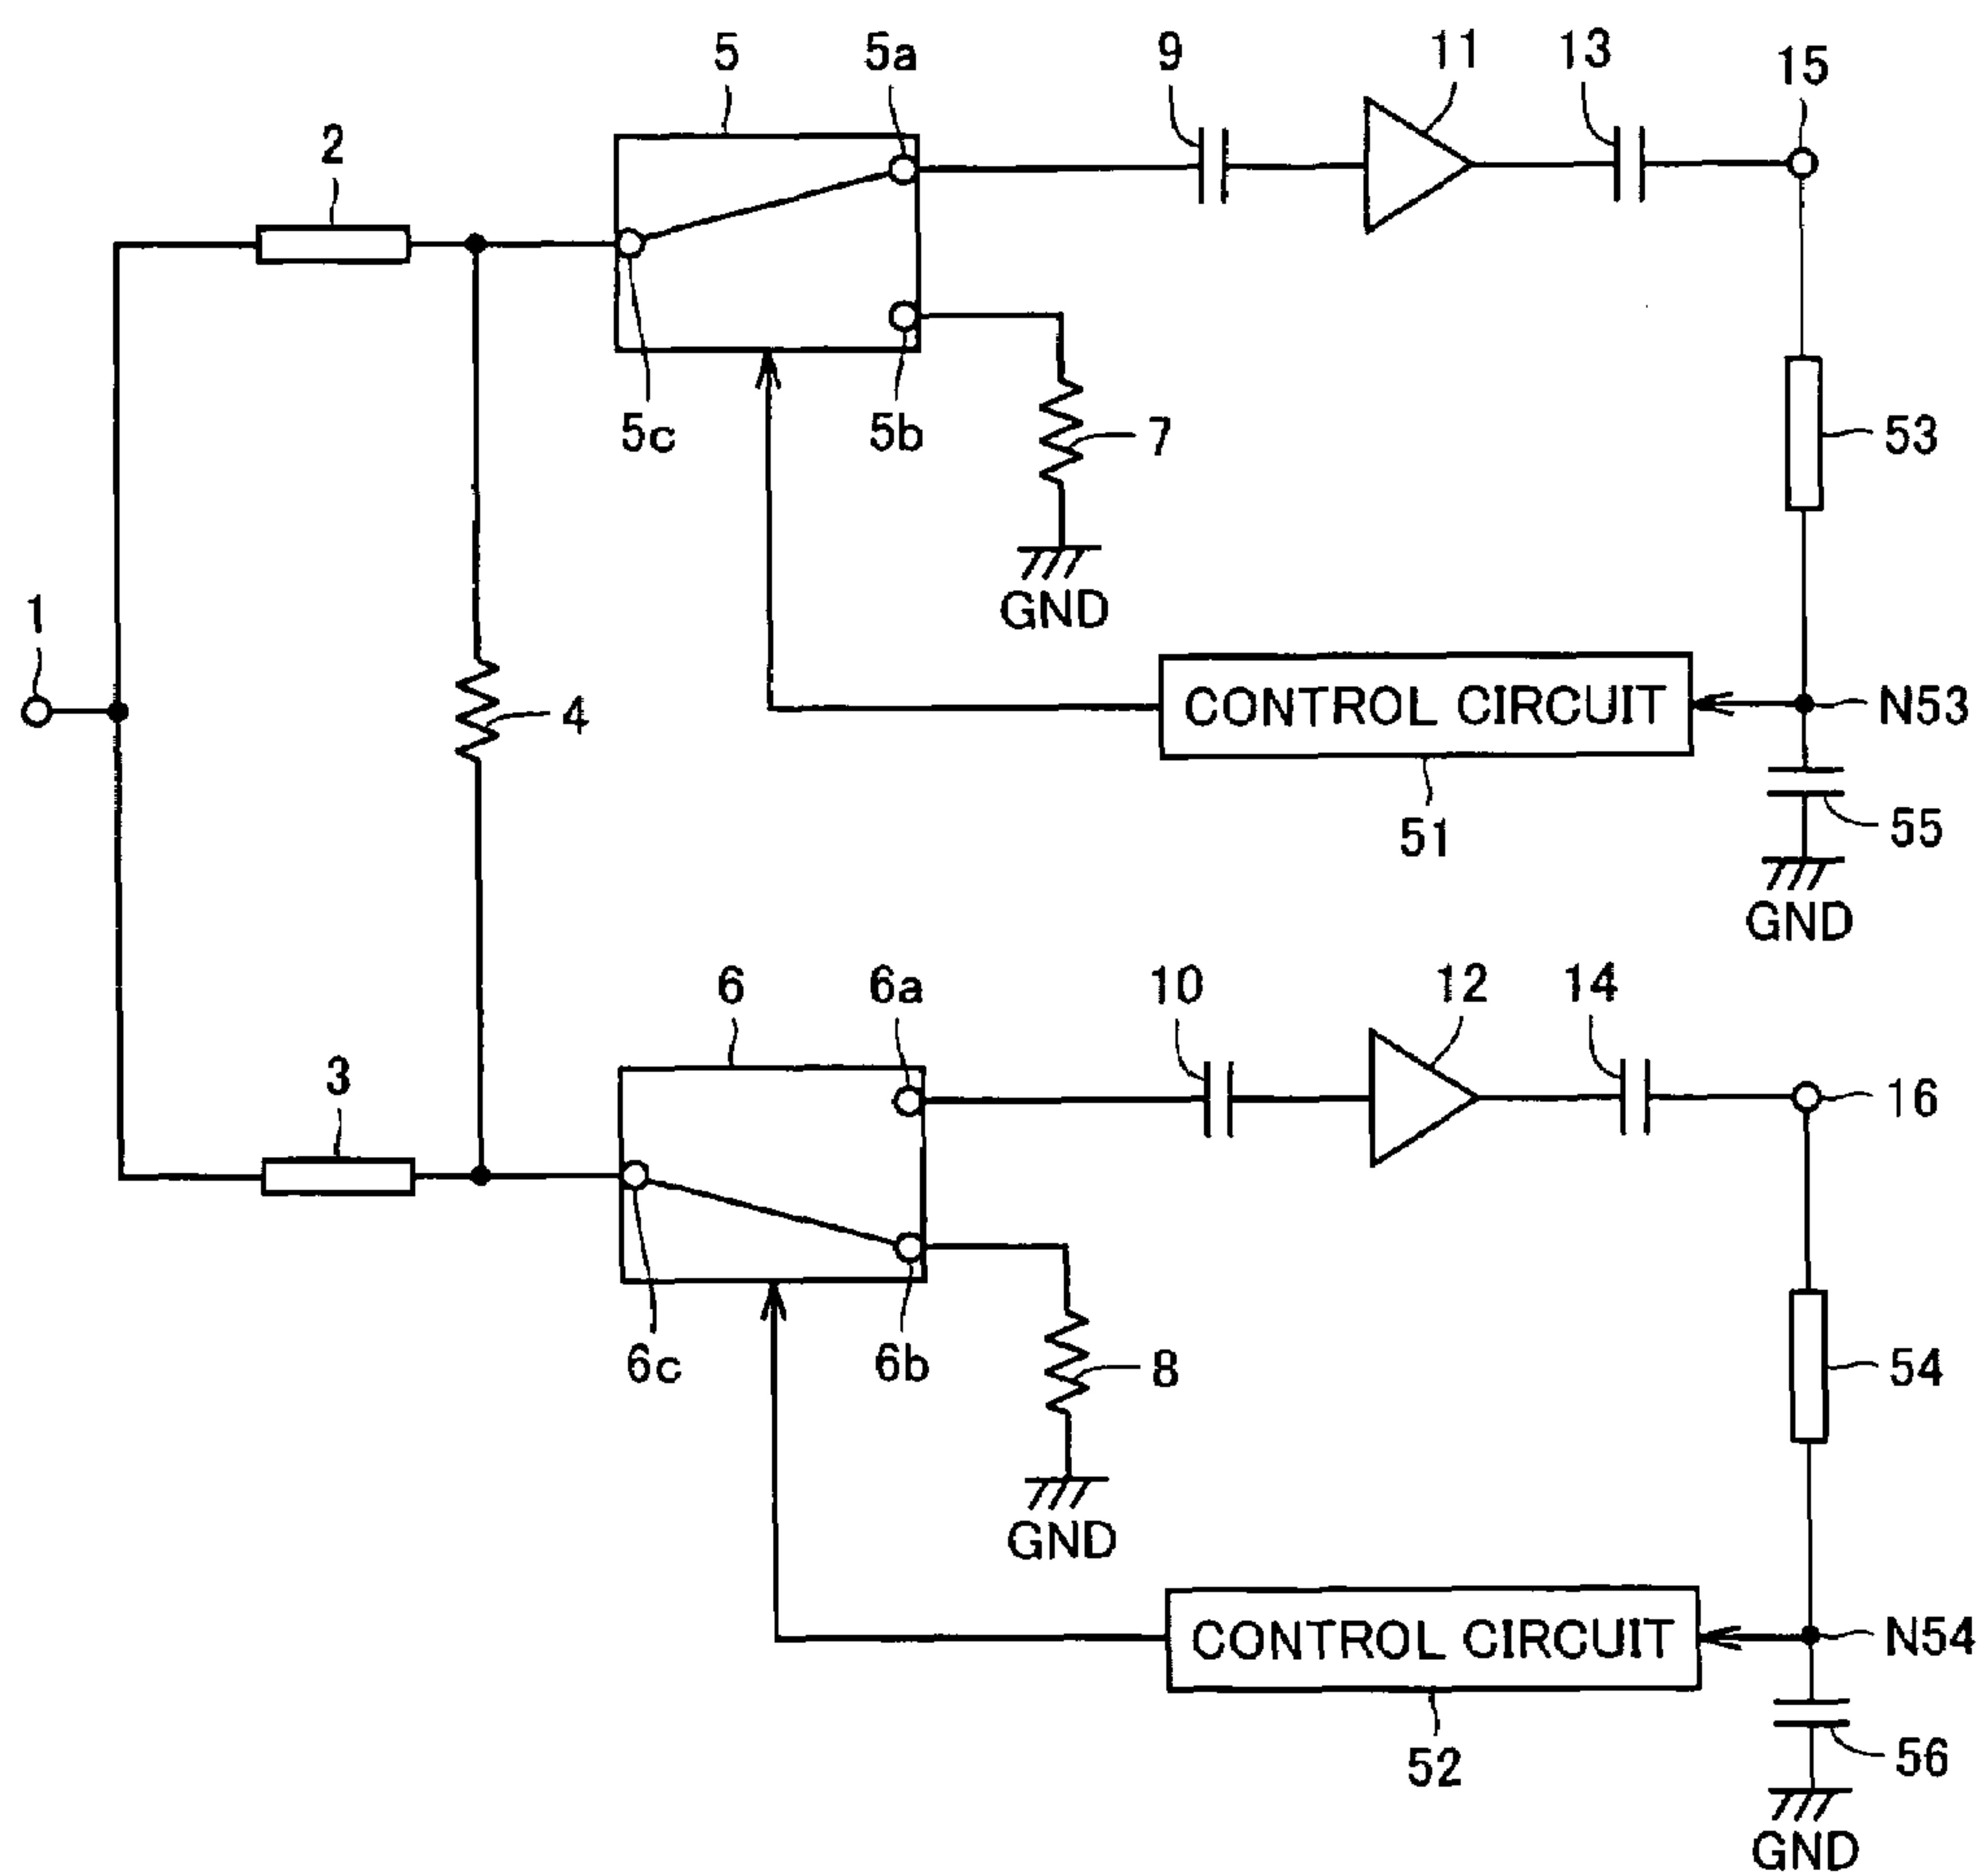 5 5a 9 11 13 15
2
5c 5b 7 53
1 GND
4 CONTROL CIRCUIT N53
51 55
GND
6 6a 10 12 14
3 16
6c 6b 8 54
GND
CONTROL CIRCUIT N54
52 56
GND